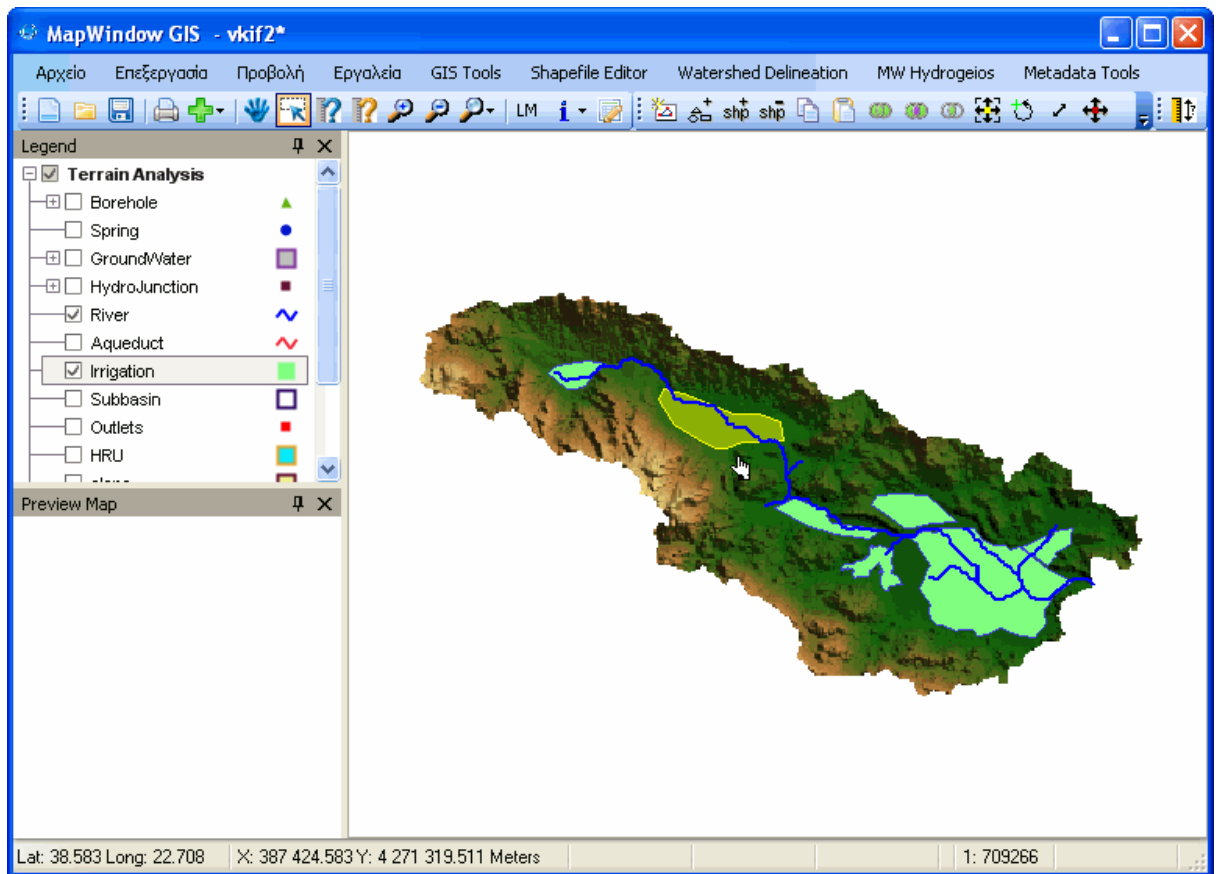 MapWindow GIS - vkif2*
Αρχείο Επεξεργασία Προβολή Εργαλεία GIS Tools Shapefile Editor Watershed Delineation MW Hydrogeios Metadata Tools
LM shp shp
Legend
Terrain Analysis
Borehole
Spring
GroundWater
HydroJunction
River
Aqueduct
Irrigation
Subbasin
Outlets
HRU
Preview Map
Lat: 38.583 Long: 22.708 X: 387 424.583 Y: 4 271 319.511 Meters 1: 709266